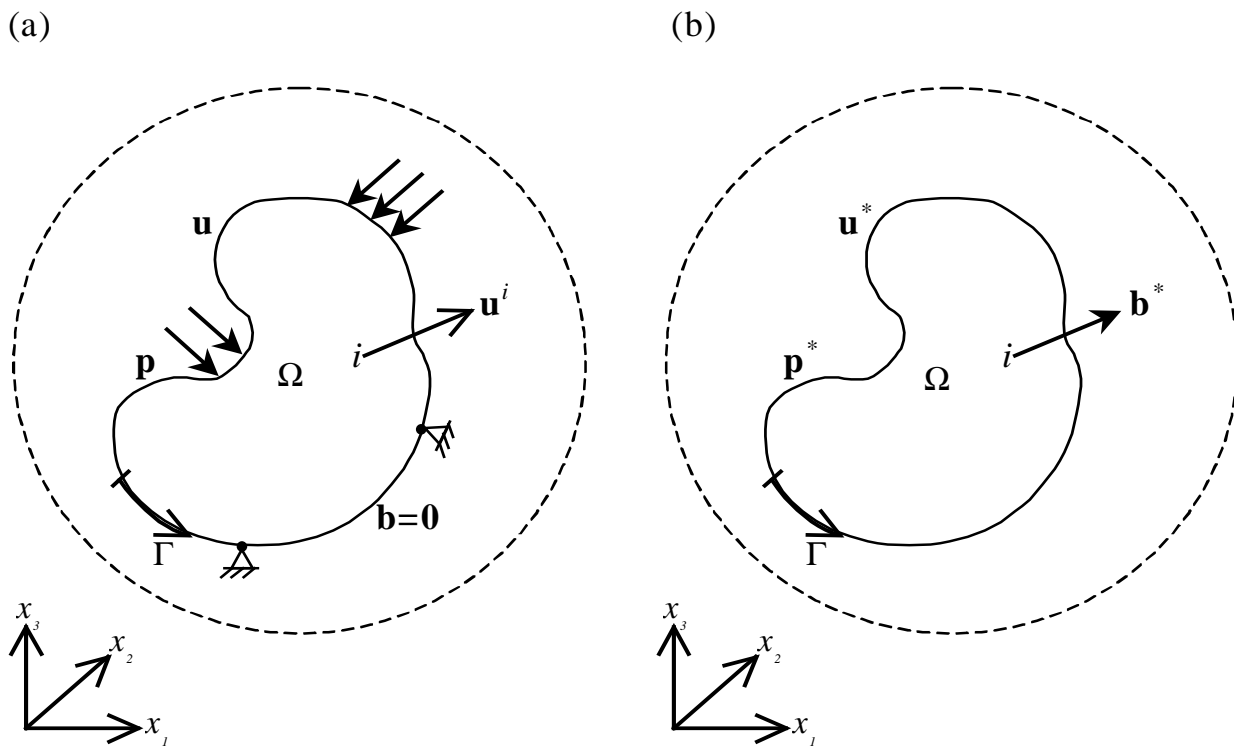 (a)
(b)
u
u*
u^i
b*
i
i
p
p*
Ω
Ω
b=0
Γ
Γ
x_3
x_3
x_2
x_2
x_1
x_1